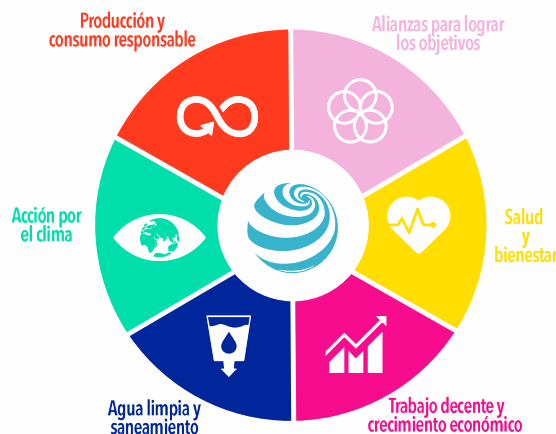 Producción y
consumo responsable
Alianzas para lograr
los objetivos
Acción por
el clima
Salud
y
bienestar
Agua limpia y
saneamiento
Trabajo decente y
crecimiento económico